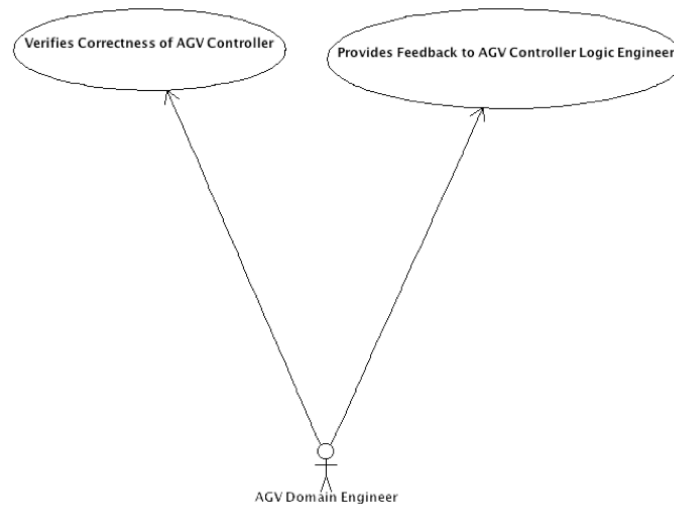 Verifies Correctness of AGV Controller
Provides Feedback to AGV Controller Logic Engineer
AGV Domain Engineer